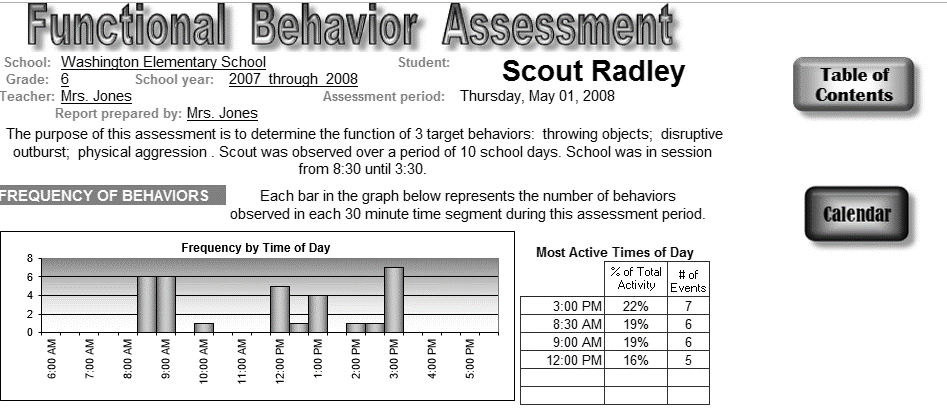 Functional Behavior Assessment
School: Washington Elementary School Student: Scout Radley
Grade: 6 School year: 2007 through 2008
Teacher: Mrs. Jones Assessment period: Thursday, May 01, 2008
Report prepared by: Mrs. Jones
Table of
Contents
The purpose of this assessment is to determine the function of 3 target behaviors: throwing objects; disruptive
outburst; physical aggression . Scout was observed over a period of 10 school days. School was in session
from 8:30 until 3:30.
Calendar
FREQUENCY OF BEHAVIORS
Each bar in the graph below represents the number of behaviors
observed in each 30 minute time segment during this assessment period.
Frequency by Time of Day
8
6
4
2
0
6:00 AM
7:00 AM
8:00 AM
9:00 AM
10:00 AM
11:00 AM
12:00 PM
1:00 PM
2:00 PM
3:00 PM
4:00 PM
5:00 PM
Most Active Times of Day
% of Total Activity # of Events
3:00 PM 22% 7
8:30 AM 19% 6
9:00 AM 19% 6
12:00 PM 16% 5